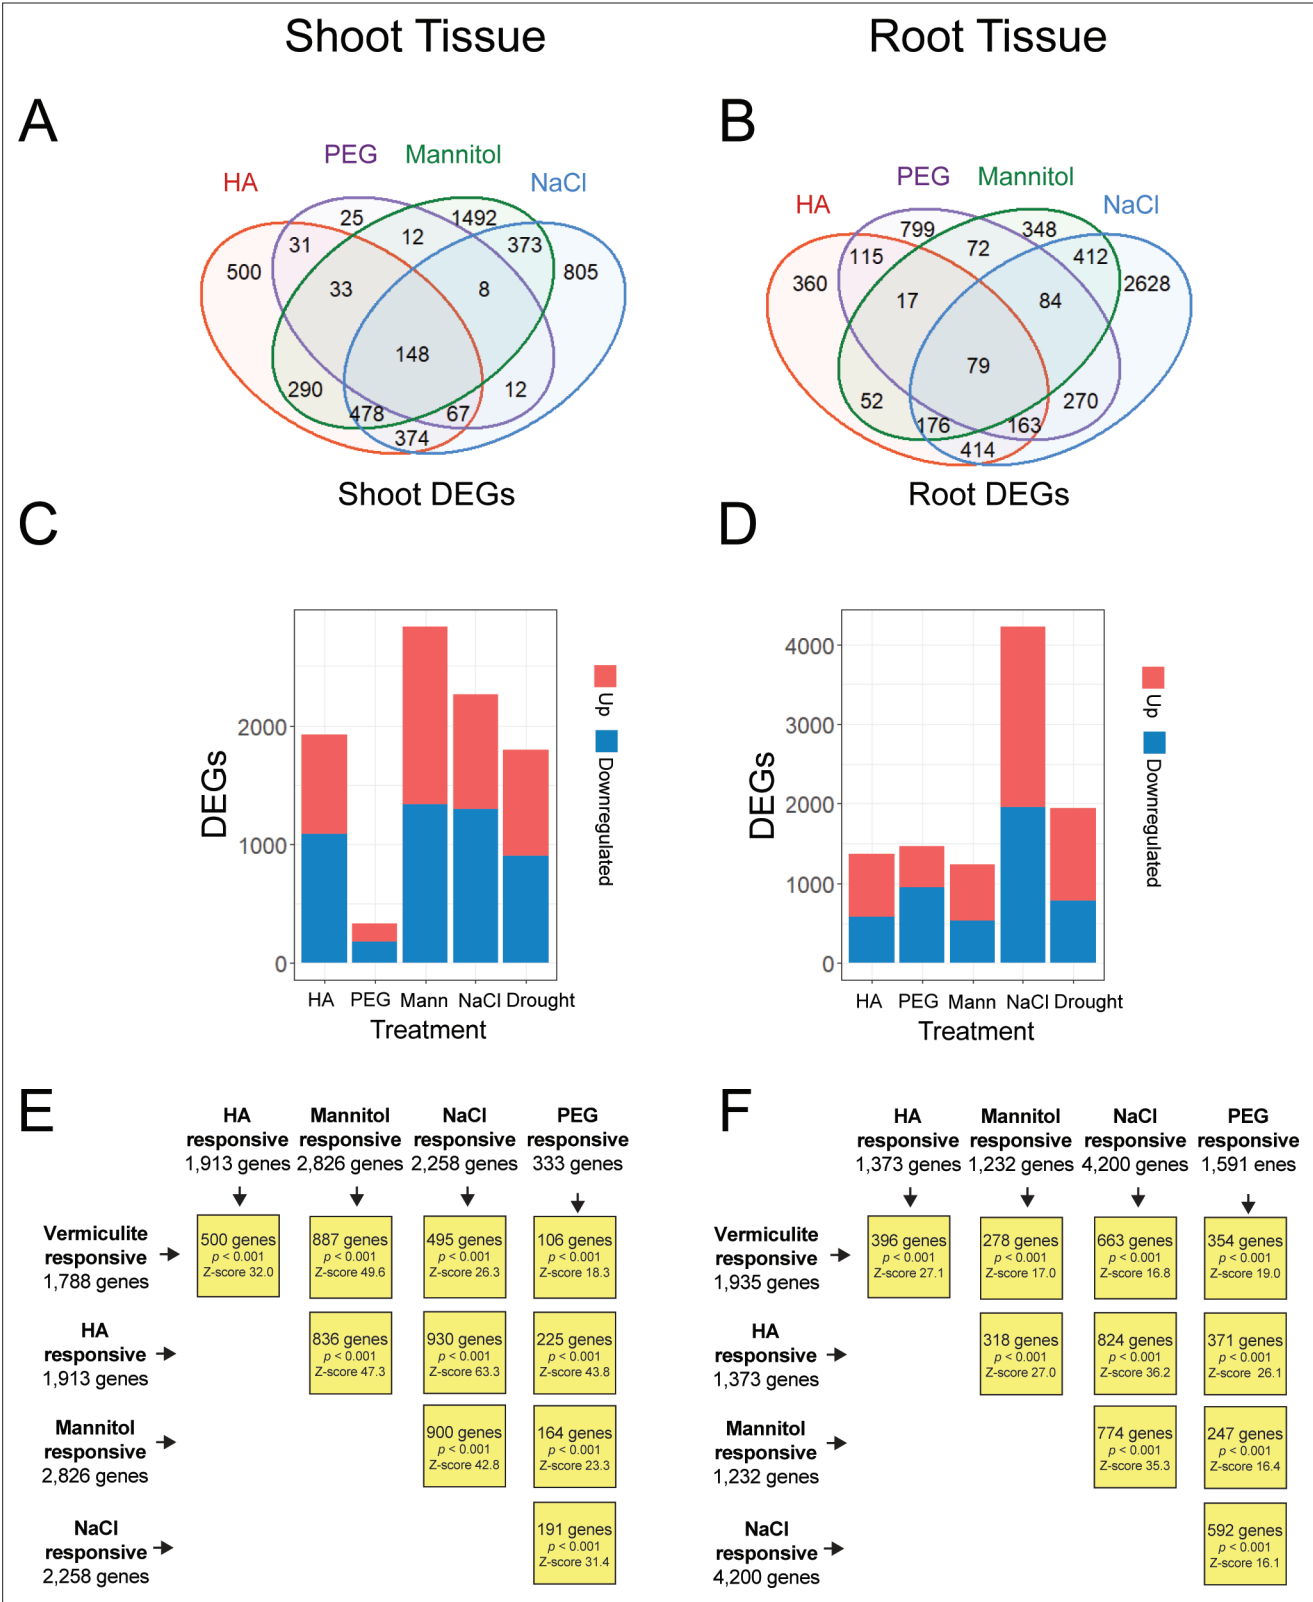 Shoot Tissue
Root Tissue
A
B
PEG Mannitol
HA NaCl
25 1492
31 12 373
500 33 8 805
148
290 12
478 67
374
PEG Mannitol
HA NaCl
799 348
115 72 412
360 17 84 2628
79
52 270
176 163
414
Shoot DEGs
Root DEGs
C
D
DEGs
2000
1000
0
HA PEG Mann NaCl Drought
Treatment
Up
Downregulated
DEGs
4000
3000
2000
1000
0
HA PEG Mann NaCl Drought
Treatment
Up
Downregulated
E
HA Mannitol NaCl PEG
responsive responsive responsive responsive
1,913 genes 2,826 genes 2,258 genes 333 genes
Vermiculite
responsive
1,788 genes
500 genes 887 genes 495 genes 106 genes
p < 0.001 p < 0.001 p < 0.001 p < 0.001
Z-score 32.0 Z-score 49.6 Z-score 26.3 Z-score 18.3
HA
responsive
1,913 genes
836 genes 930 genes 225 genes
p < 0.001 p < 0.001 p < 0.001
Z-score 47.3 Z-score 63.3 Z-score 43.8
Mannitol
responsive
2,826 genes
900 genes 164 genes
p < 0.001 p < 0.001
Z-score 42.8 Z-score 23.3
NaCl
responsive
2,258 genes
191 genes
p < 0.001
Z-score 31.4
F
HA Mannitol NaCl PEG
responsive responsive responsive responsive
1,373 genes 1,232 genes 4,200 genes 1,591 enes
Vermiculite
responsive
1,935 genes
396 genes 278 genes 663 genes 354 genes
p < 0.001 p < 0.001 p < 0.001 p < 0.001
Z-score 27.1 Z-score 17.0 Z-score 16.8 Z-score 19.0
HA
responsive
1,373 genes
318 genes 824 genes 371 genes
p < 0.001 p < 0.001 p < 0.001
Z-score 27.0 Z-score 36.2 Z-score 26.1
Mannitol
responsive
1,232 genes
774 genes 247 genes
p < 0.001 p < 0.001
Z-score 35.3 Z-score 16.4
NaCl
responsive
4,200 genes
592 genes
p < 0.001
Z-score 16.1